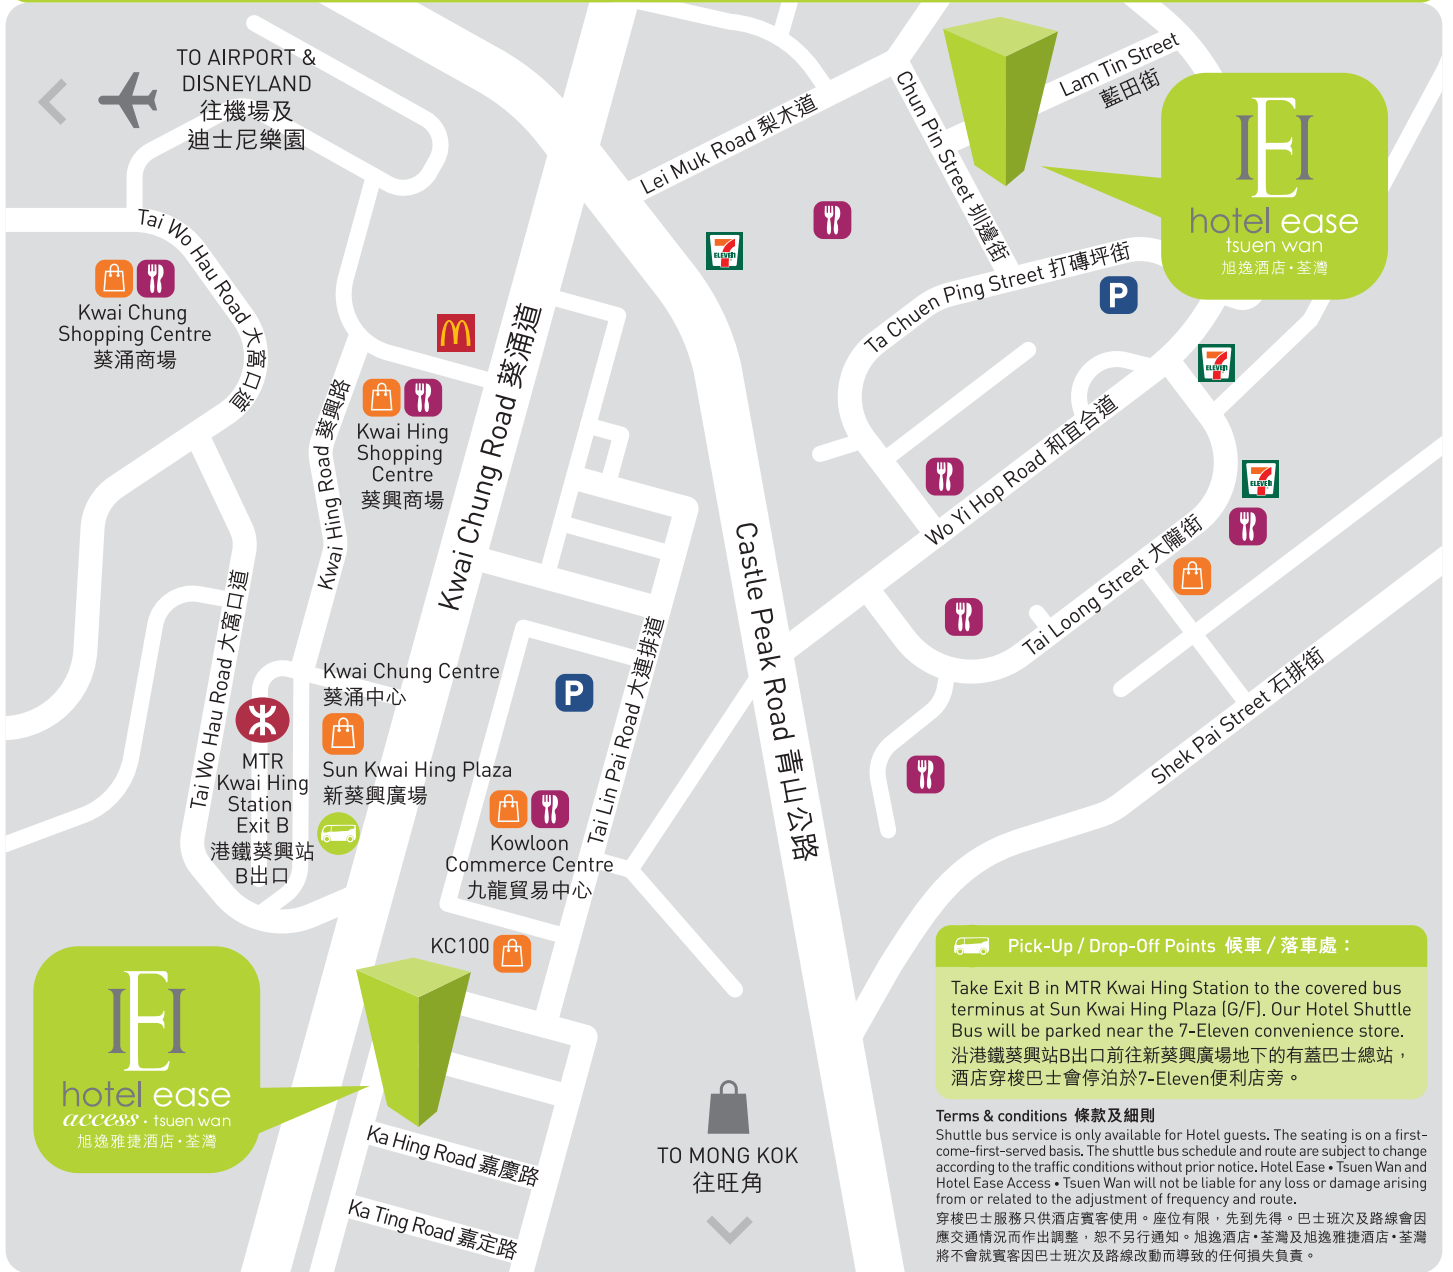 TO AIRPORT &
DISNEYLAND
往機場及
迪士尼樂園
Lam Tin Street
藍田街
Chun Pin Street 圳邊街
Lei Muk Road 梨木道
hotel ease
tsuen wan
旭逸酒店·荃灣
Tai Wo Hau Road 大窩口道
7
ELEVEn
Ta Chuen Ping Street 打磚坪街
P
Kwai Chung
Shopping Centre
葵涌商場
Kwai Chung Road 葵涌道
7
ELEVEn
Kwai Hing Road 葵興路
Kwai Hing
Shopping
Centre
葵興商場
Wo Yi Hop Road 和宜合道
7
ELEVEn
Castle Peak Road 青山公路
Tai Loong Street 大隴街
Tai Wo Hau Road 大窩口道
Tai Lin Pai Road 大連排道
Shek Pai Street 石排街
Kwai Chung Centre
葵涌中心
P
Sun Kwai Hing Plaza
新葵興廣場
MTR
Kwai Hing
Station
Exit B
港鐵葵興站
B出口
Kowloon
Commerce Centre
九龍貿易中心
KC100
hotel ease
access · tsuen wan
旭逸雅捷酒店·荃灣
Ka Hing Road 嘉慶路
Ka Ting Road 嘉定路
TO MONG KOK
往旺角
Pick-Up / Drop-Off Points 候車 / 落車處：
Take Exit B in MTR Kwai Hing Station to the covered bus
terminus at Sun Kwai Hing Plaza (G/F). Our Hotel Shuttle
Bus will be parked near the 7-Eleven convenience store.
沿港鐵葵興站B出口前往新葵興廣場地下的有蓋巴士總站，
酒店穿梭巴士會停泊於7-Eleven便利店旁。
Terms & conditions 條款及細則
Shuttle bus service is only available for Hotel guests. The seating is on a first-
come-first-served basis. The shuttle bus schedule and route are subject to change
according to the traffic conditions without prior notice. Hotel Ease • Tsuen Wan and
Hotel Ease Access • Tsuen Wan will not be liable for any loss or damage arising
from or related to the adjustment of frequency and route.
穿梭巴士服務只供酒店賓客使用。座位有限，先到先得。巴士班次及路線會因
應交通情況而作出調整，恕不另行通知。旭逸酒店•荃灣及旭逸雅捷酒店•荃灣
將不會就賓客因巴士班次及路線改動而導致的任何損失負責。